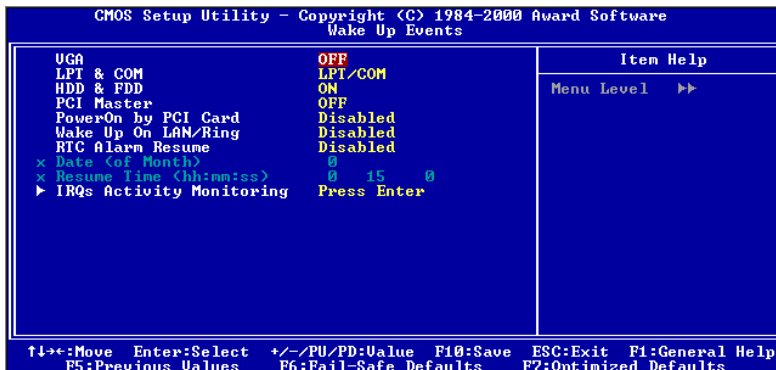 CMOS Setup Utility - Copyright (C) 1984-2000 Award Software
Wake Up Events
VGA OFF
LPT & COM LPT/COM
HDD & FDD ON
PCI Master OFF
PowerOn by PCI Card Disabled
Wake Up On LAN/Ring Disabled
RTC Alarm Resume Disabled
x Date (of Month) 0
x Resume Time (hh:mm:ss) 0 15 0
► IRQs Activity Monitoring Press Enter
Item Help
Menu Level ►►
↑↓→←:Move Enter:Select +/-/PU/PD:Value F10:Save ESC:Exit F1:General Help
F5:Previous Values F6:Fail-Safe Defaults F7:Optimized Defaults